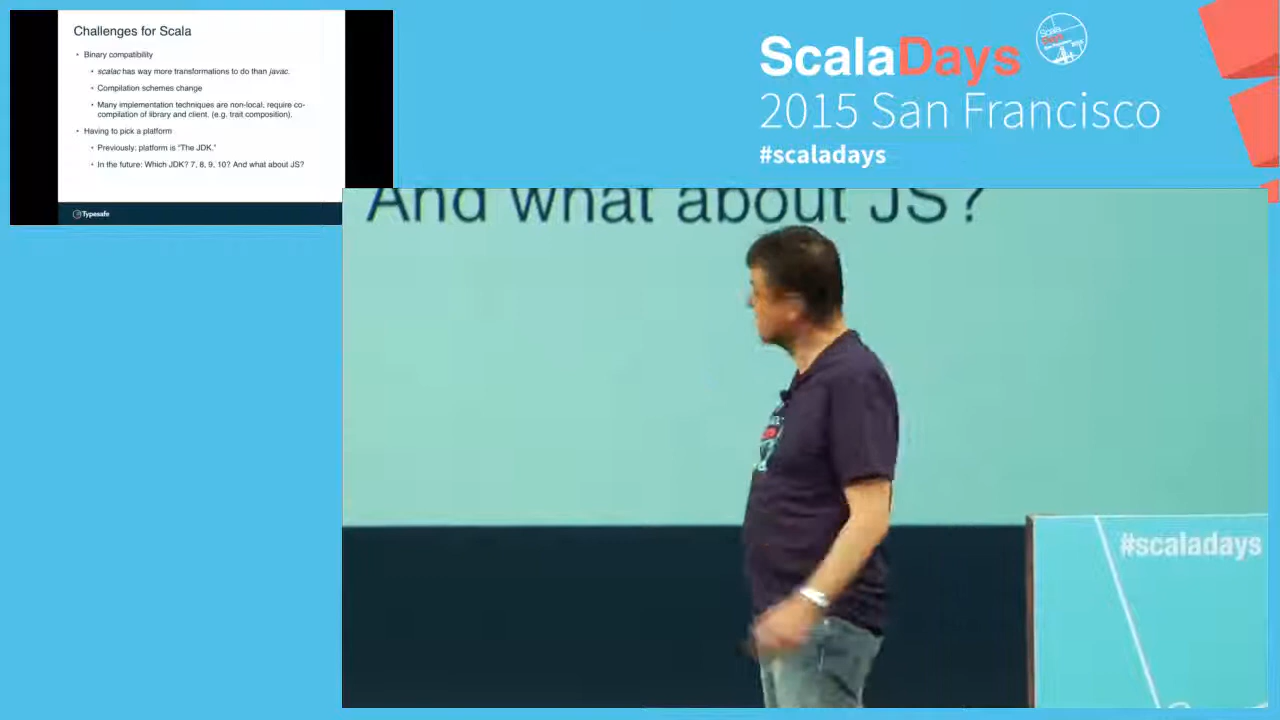 Challenges for Scala
• Binary compatibility
• scalac has way more transformations to do than javac.
• Compilation schemes change
• Many implementation techniques are non-local, require co-
compilation of library and client. (e.g. trait composition).
• Having to pick a platform
• Previously: platform is "The JDK."
• In the future: Which JDK? 7, 8, 9, 10? And what about JS?
Typesafe
ScalaDays
2015 San Francisco
#scaladays
And what about JS?
#scaladays